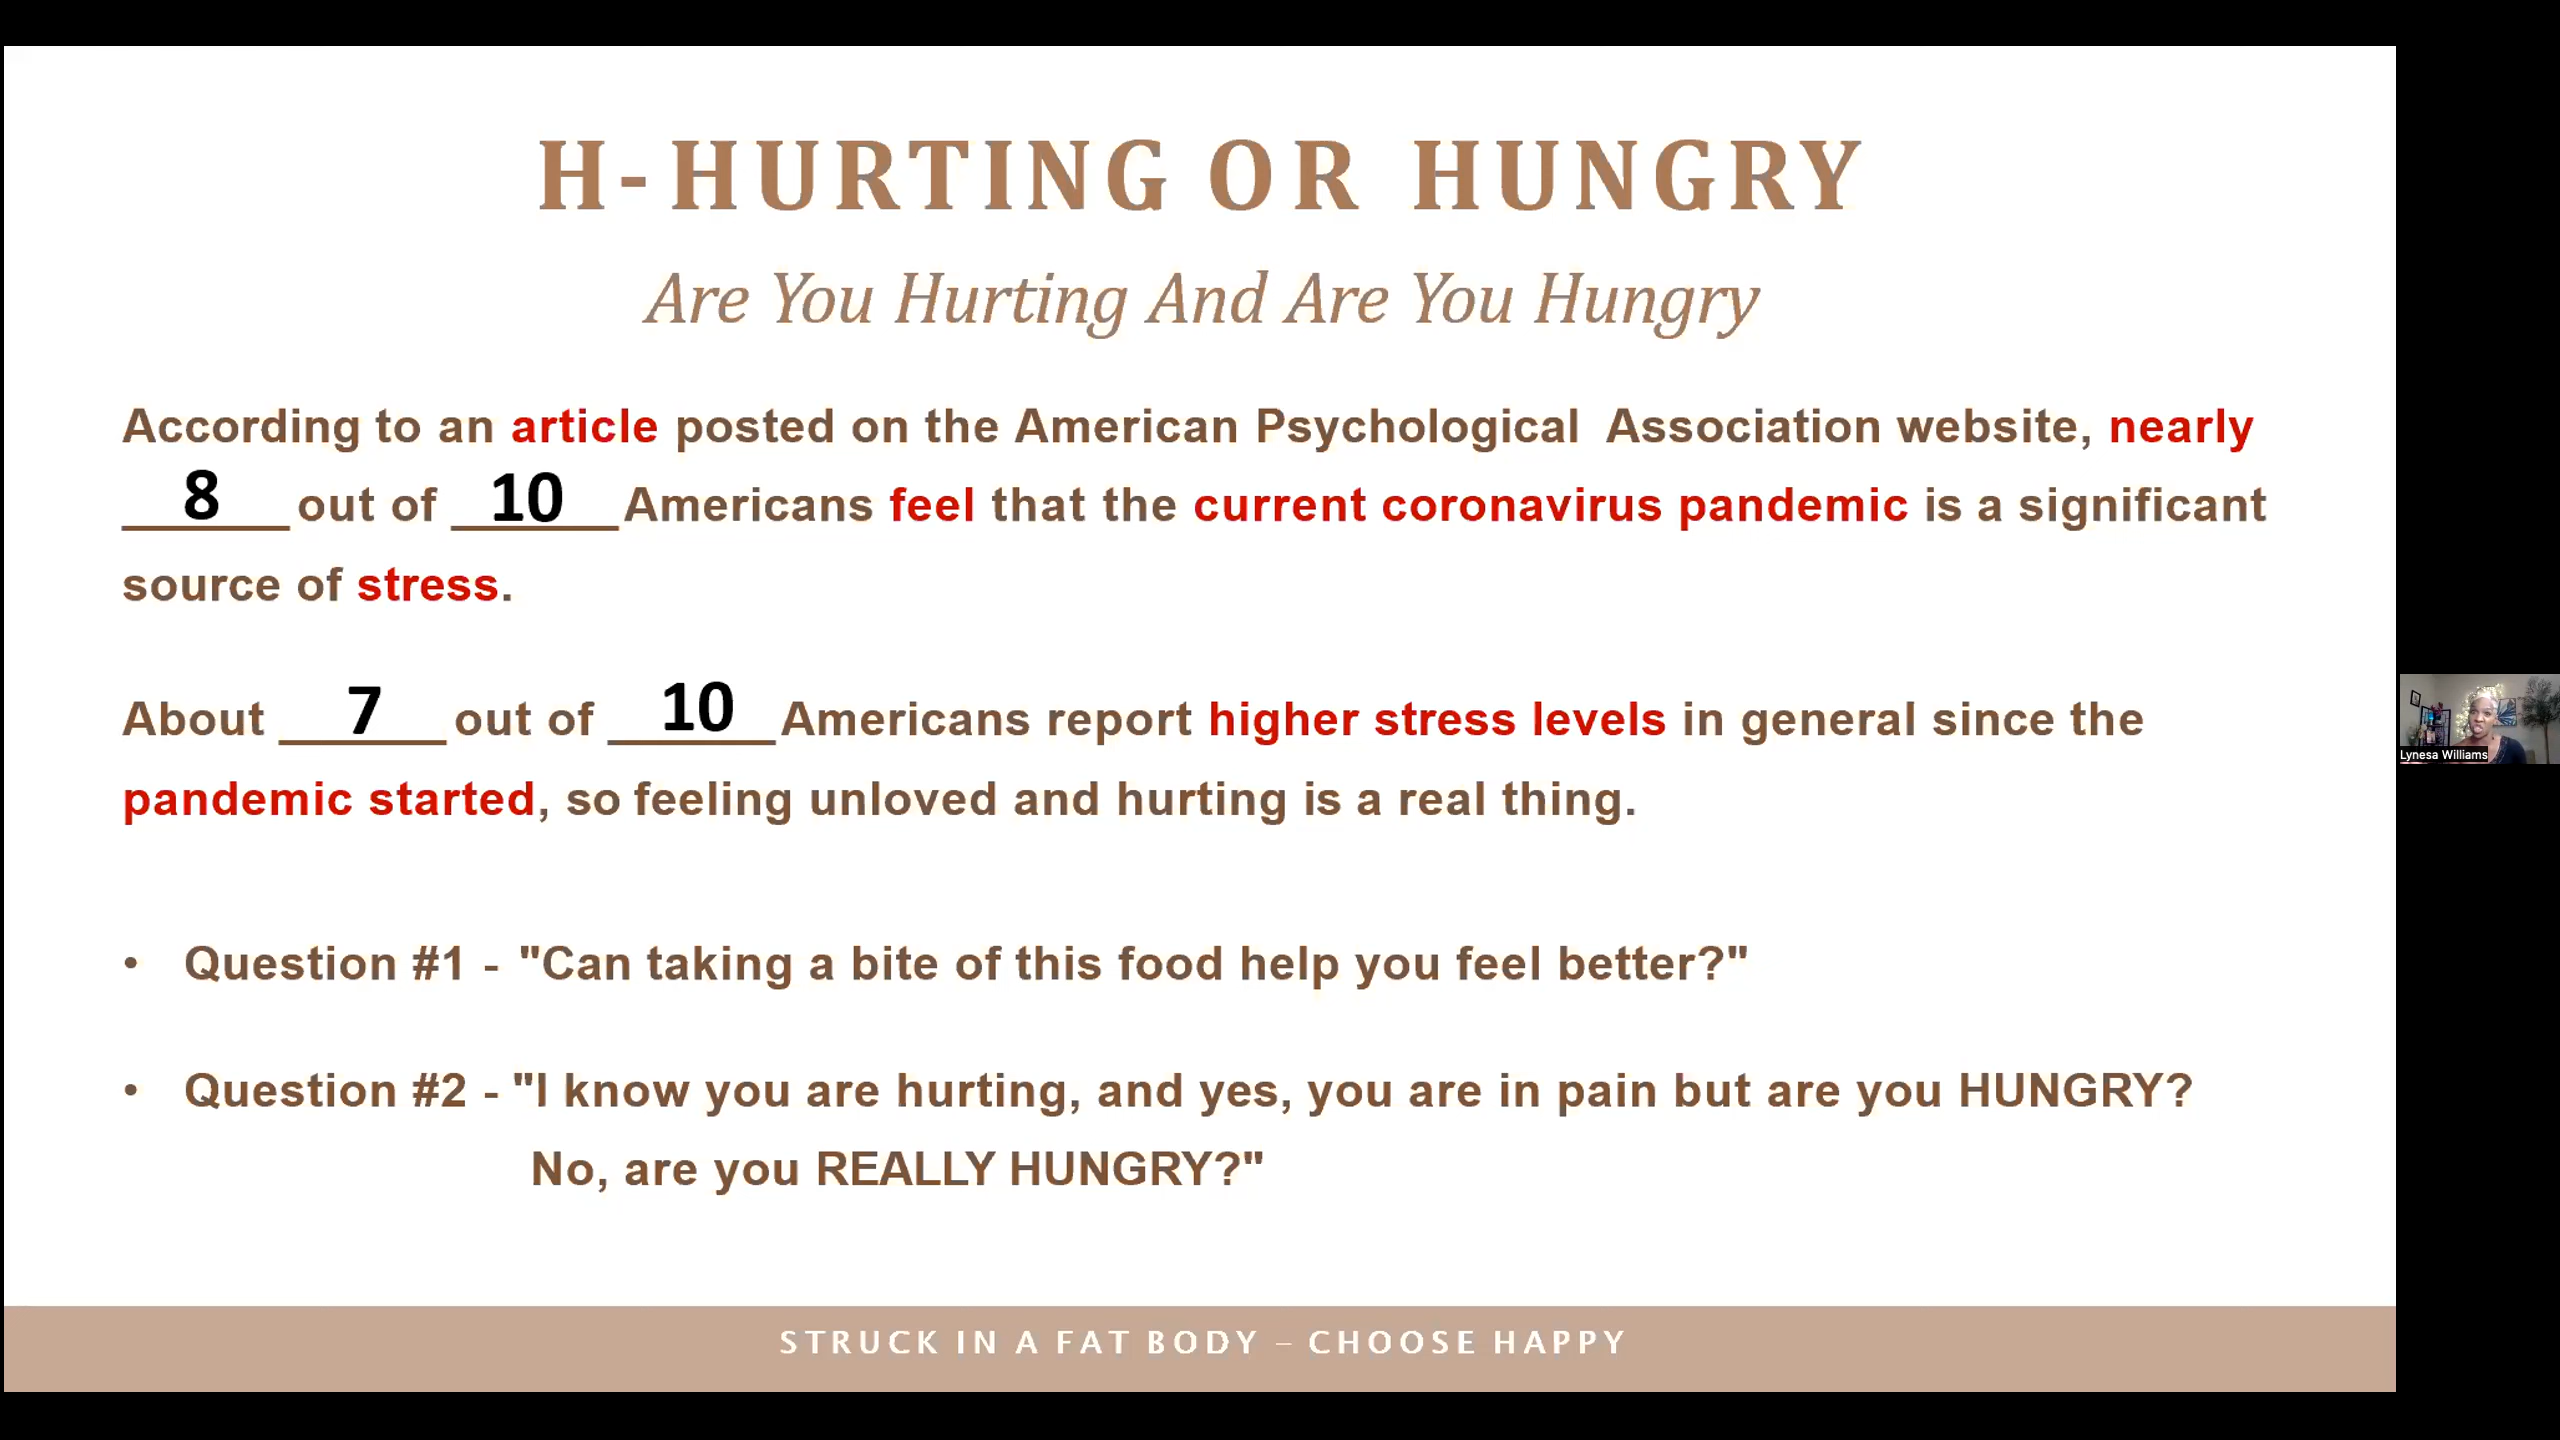 H-HURTING OR HUNGRY
Are You Hurting And Are You Hungry
According to an article posted on the American Psychological Association website, nearly
8 out of 10 Americans feel that the current coronavirus pandemic is a significant
source of stress.
About 7 out of 10 Americans report higher stress levels in general since the
pandemic started, so feeling unloved and hurting is a real thing.
• Question #1 - "Can taking a bite of this food help you feel better?"
• Question #2 - "I know you are hurting, and yes, you are in pain but are you HUNGRY?
No, are you REALLY HUNGRY?"
STRUCK IN A FAT BODY – CHOOSE HAPPY
Lynesa Williams